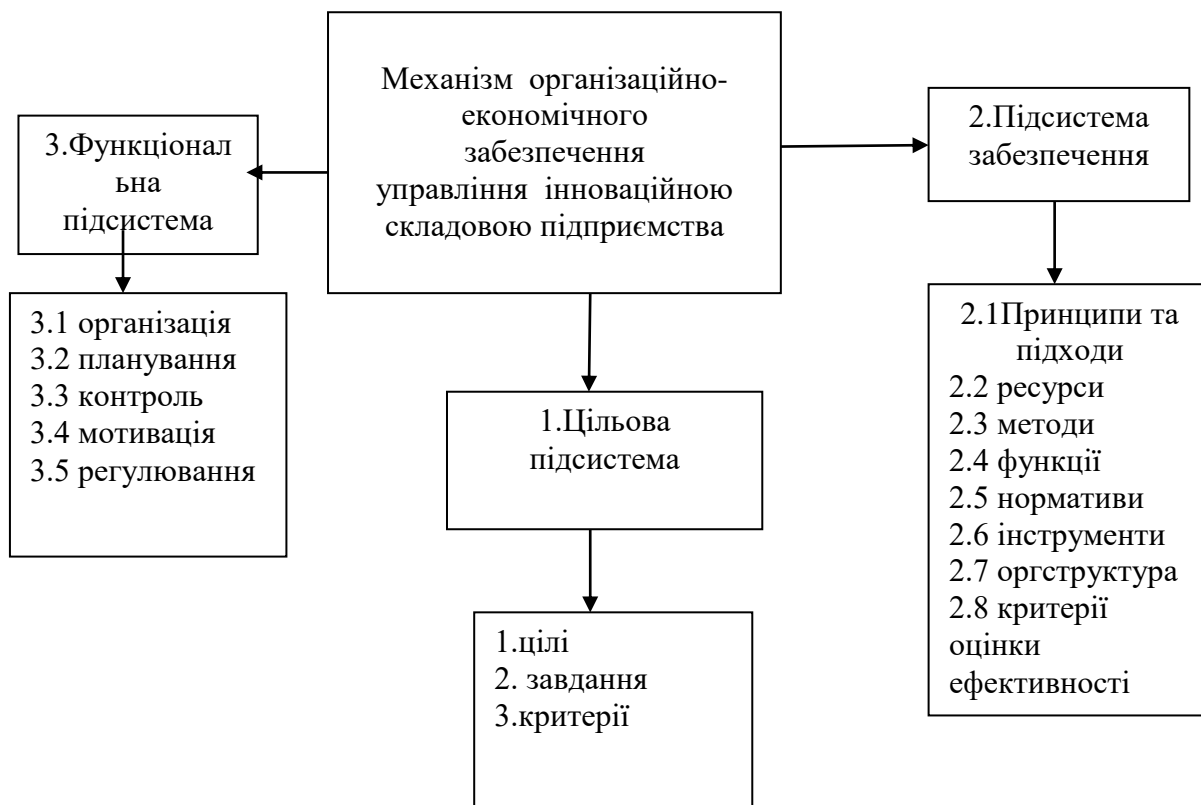 Механізм організаційно-
економічного
забезпечення
управління інноваційною
складовою підприємства
3.Функціонал
ьна
підсистема
2.Підсистема
забезпечення
3.1 організація
3.2 планування
3.3 контроль
3.4 мотивація
3.5 регулювання
1.Цільова
підсистема
2.1Принципи та
підходи
2.2 ресурси
2.3 методи
2.4 функції
2.5 нормативи
2.6 інструменти
2.7 оргструктура
2.8 критерії
оцінки
ефективності
1.цілі
2. завдання
3.критерії